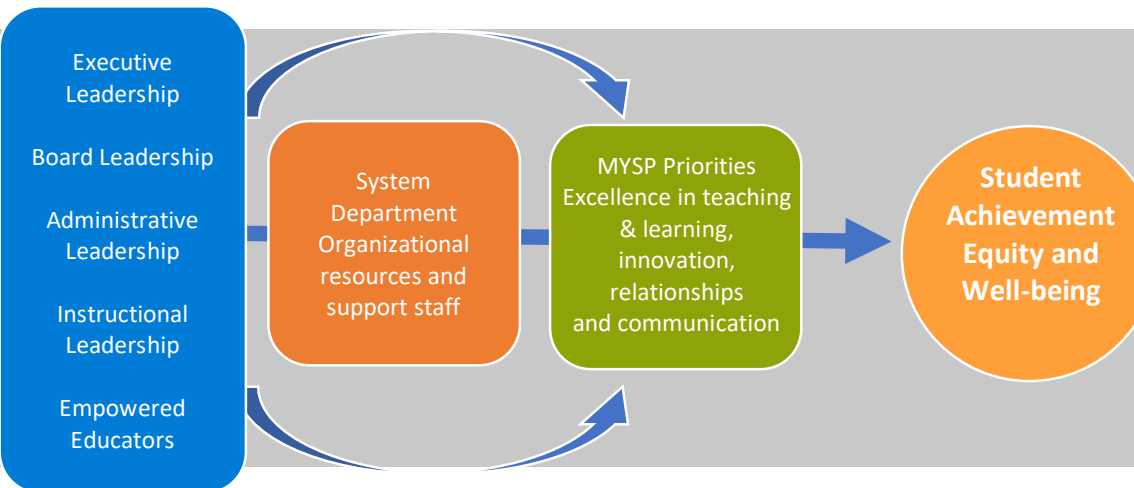 Executive
Leadership
Board Leadership
Administrative
Leadership
Instructional
Leadership
Empowered
Educators
System
Department
Organizational
resources and
support staff
MYSP Priorities
Excellence in teaching
& learning,
innovation,
relationships
and communication
Student
Achievement
Equity and
Well-being